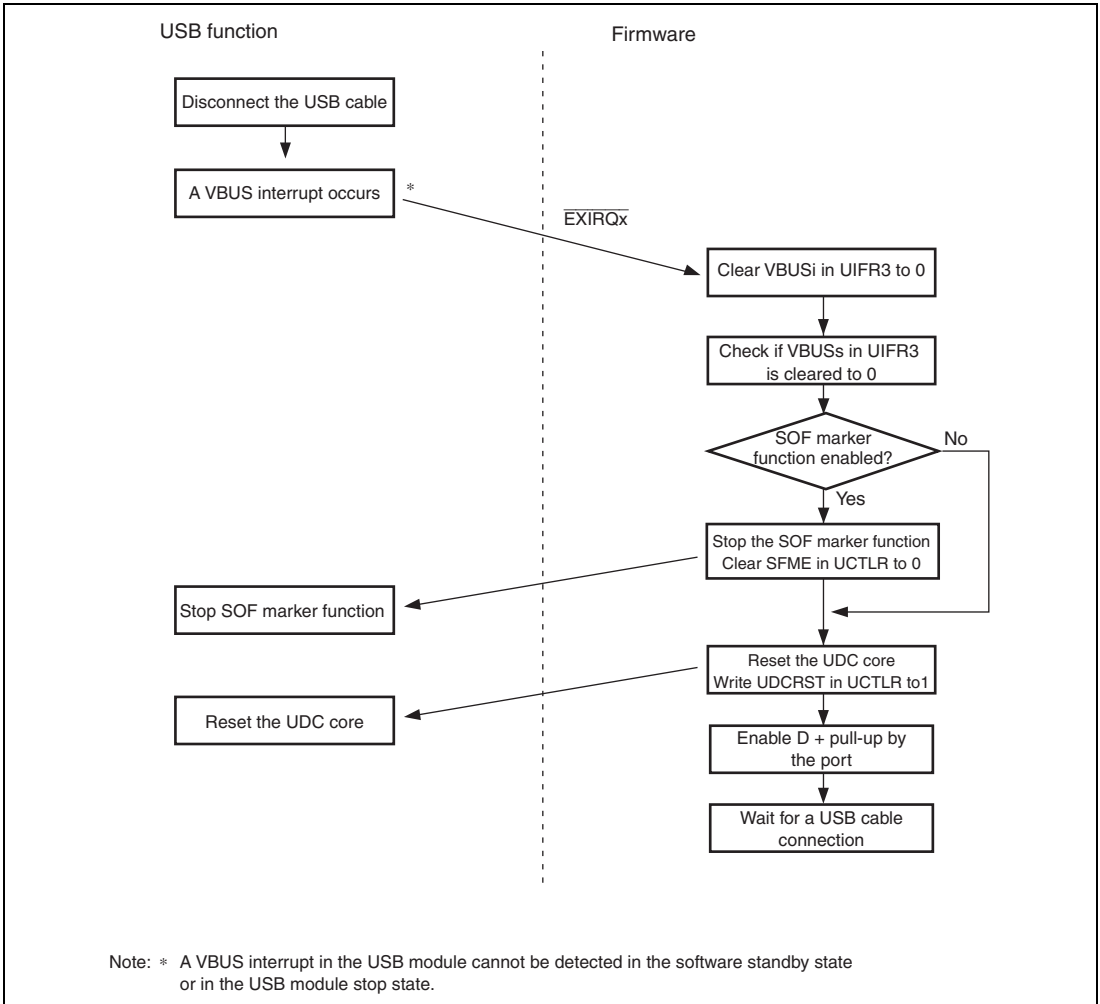 USB function
Firmware
Disconnect the USB cable
A VBUS interrupt occurs
*
EXIRQx
Clear VBUSi in UIFR3 to 0
Check if VBUSs in UIFR3
is cleared to 0
SOF marker
function enabled?
No
Yes
Stop the SOF marker function
Clear SFME in UCTLR to 0
Stop SOF marker function
Reset the UDC core
Write UDCRST in UCTLR to1
Reset the UDC core
Enable D + pull-up by
the port
Wait for a USB cable
connection
Note: * A VBUS interrupt in the USB module cannot be detected in the software standby state
or in the USB module stop state.